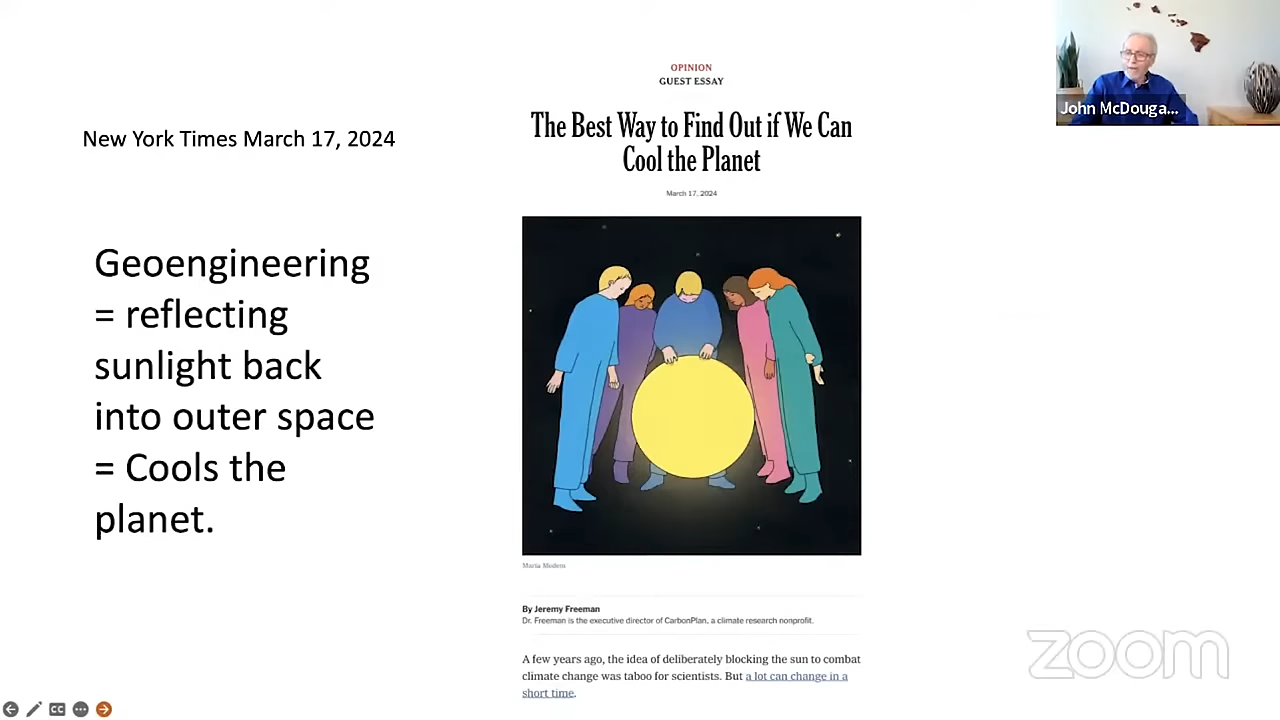 New York Times March 17, 2024
Geoengineering
= reflecting
sunlight back
into outer space
= Cools the
planet.
OPINION
GUEST ESSAY
The Best Way to Find Out if We Can
Cool the Planet
March 17, 2024
Maria Medem
By Jeremy Freeman
Dr. Freeman is the executive director of CarbonPlan, a climate research nonprofit.
A few years ago, the idea of deliberately blocking the sun to combat
climate change was taboo for scientists. But a lot can change in a
short time.
John McDouga...
zoom
CC